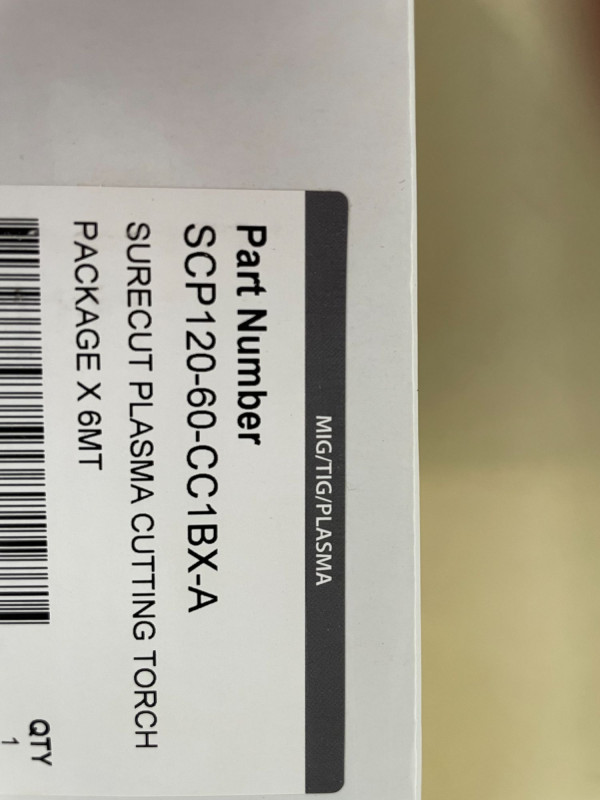 MIG/TIG/PLASMA
Part Number
SCP120-60-CC1BX-A
SURECUT PLASMA CUTTING TORCH
PACKAGE X 6MT
QTY
1